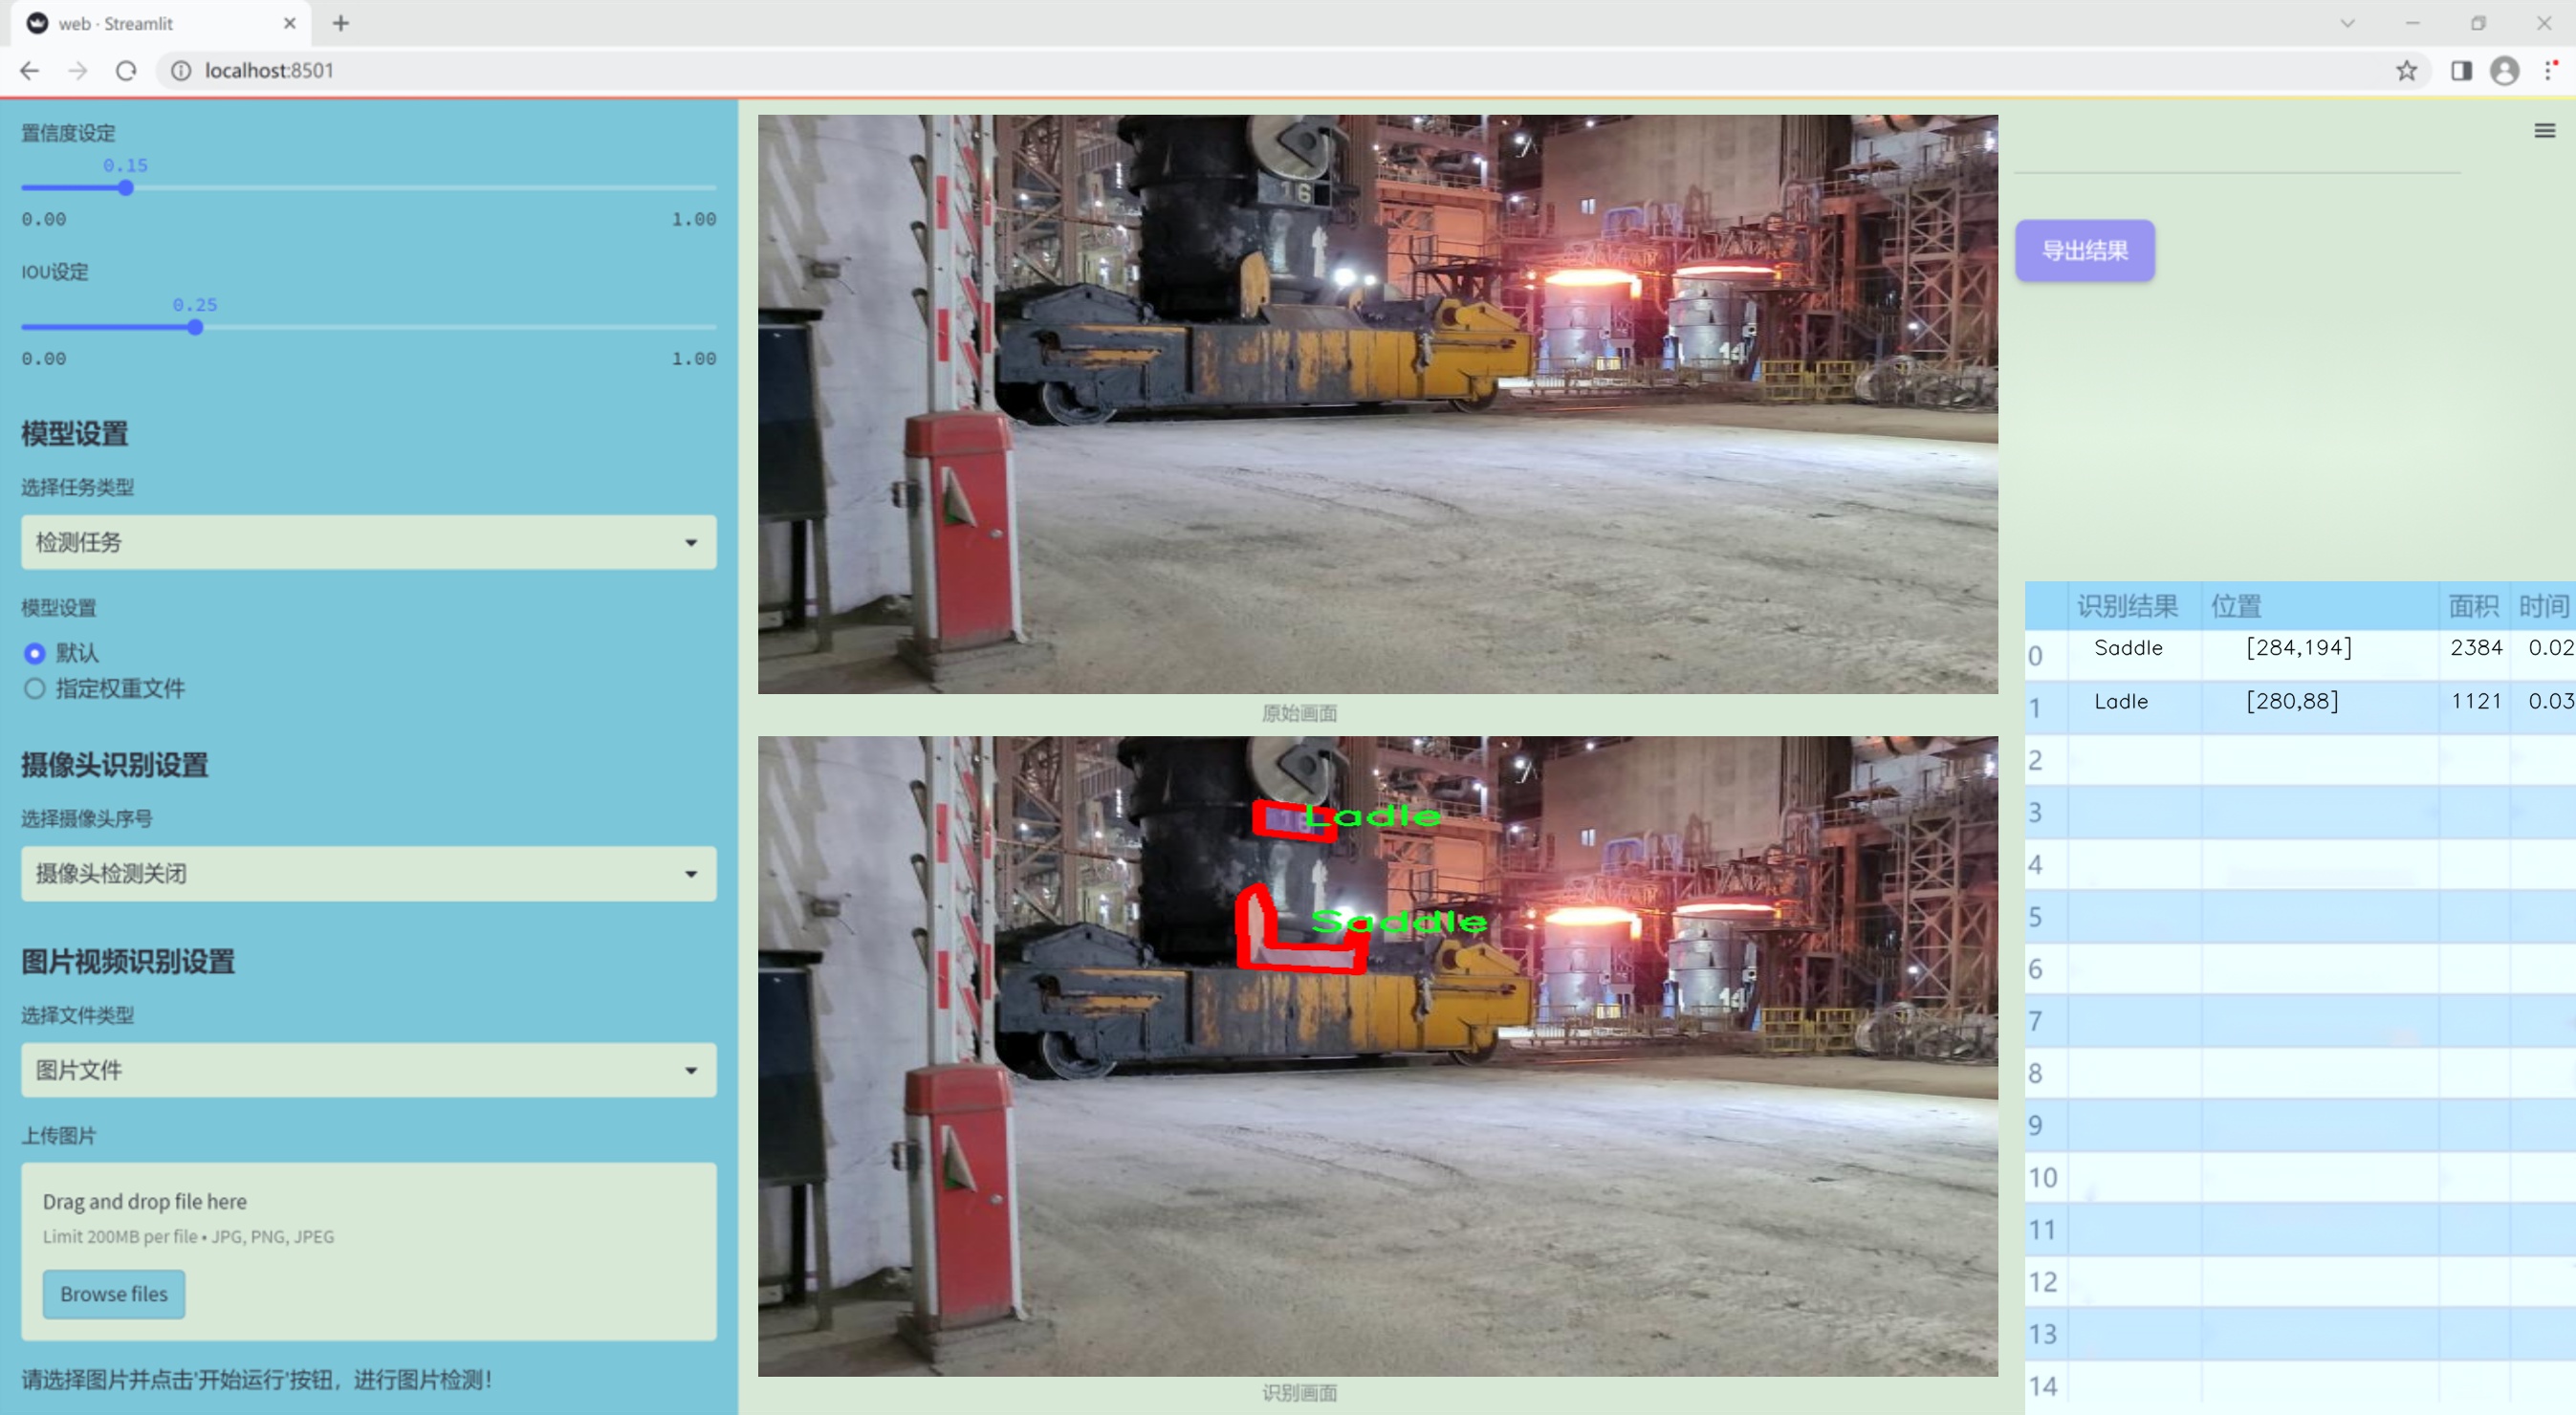 web · Streamlit
localhost:8501
置信度设定
0.15
0.00 1.00
IOU设定
0.25
0.00 1.00
模型设置
选择任务类型
检测任务
模型设置
默认
指定权重文件
摄像头识别设置
选择摄像头序号
摄像头检测关闭
图片视频识别设置
选择文件类型
图片文件
上传图片
Drag and drop file here
Limit 200MB per file • JPG, PNG, JPEG
Browse files
请选择图片并点击'开始运行'按钮，进行图片检测！
16
14
原始画面
16
Ladle
Saddle
14
识别画面
导出结果
识别结果 位置 面积 时间
0 Saddle [284,194] 2384 0.02
1 Ladle [280,88] 1121 0.03
2
3
4
5
6
7
8
9
10
11
12
13
14